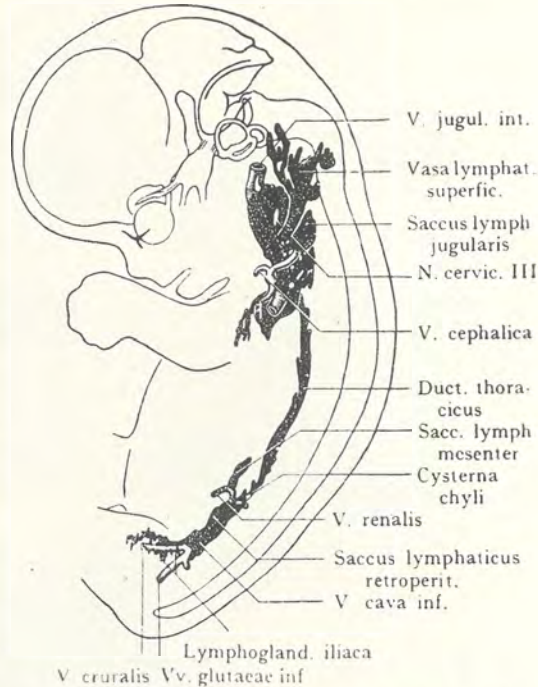 V. jugul. int.
Vasa lymphat.
superfic.
Saccus lymph
jugularis
N. cervic. III
V. cephalica
Duct. thora-
cicus
Sacc. lymph
mesenter
Cysterna
chyli
V. renalis
Saccus lymphaticus
retroperit.
V cava inf.
Lymphogland. iliaca
V cruralis Vv. glutaeae inf